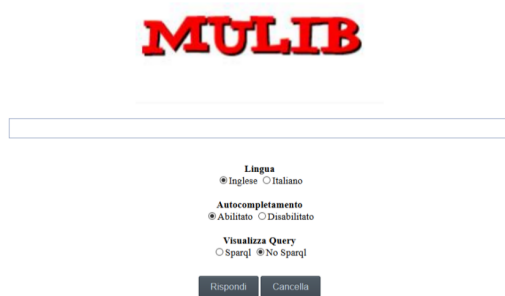 MULIB
Lingua
Inglese Italiano
Autocompletamento
Abilitato Disabilitato
Visualizza Query
Sparql No Sparql
Rispondi Cancella